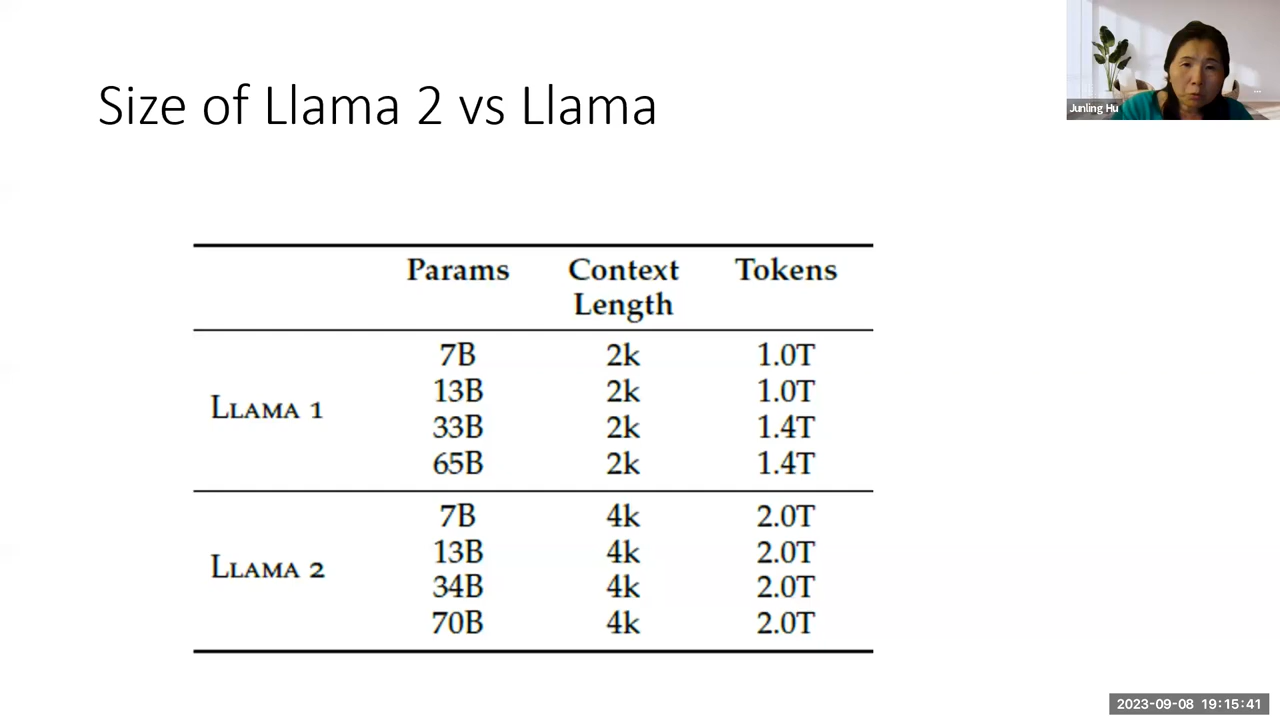 Size of Llama 2 vs Llama
Junling Hu
Params Context Length Tokens
LLAMA 1
7B 2k 1.0T
13B 2k 1.0T
33B 2k 1.4T
65B 2k 1.4T
LLAMA 2
7B 4k 2.0T
13B 4k 2.0T
34B 4k 2.0T
70B 4k 2.0T
2023-09-08 19:15:41